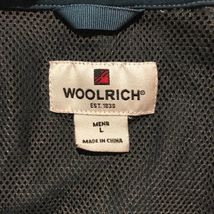 WOOLRICH®
EST. 1830
MENS
L
MADE IN CHINA